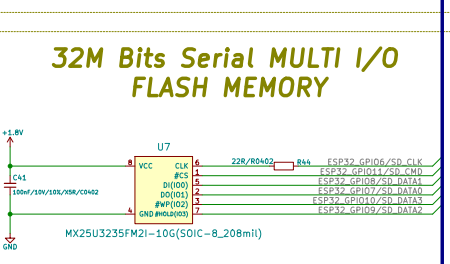 32M Bits Serial MULTI I/O
FLASH MEMORY
+1.8V
U7
C41
100nF/10V/10%/X5R/C0402
GND
8 VCC CLK 6
#CS 1
DI(IO0) 5
DO(IO1) 2
#WP(IO2) 3
4 GND #HOLD(IO3) 7
22R/R0402 R44
ESP32_GPIO6/SD_CLK
ESP32_GPIO11/SD_CMD
ESP32_GPIO8/SD_DATA1
ESP32_GPIO7/SD_DATA0
ESP32_GPIO10/SD_DATA3
ESP32_GPIO9/SD_DATA2
MX25U3235FM2I-10G(SOIC-8_208mil)